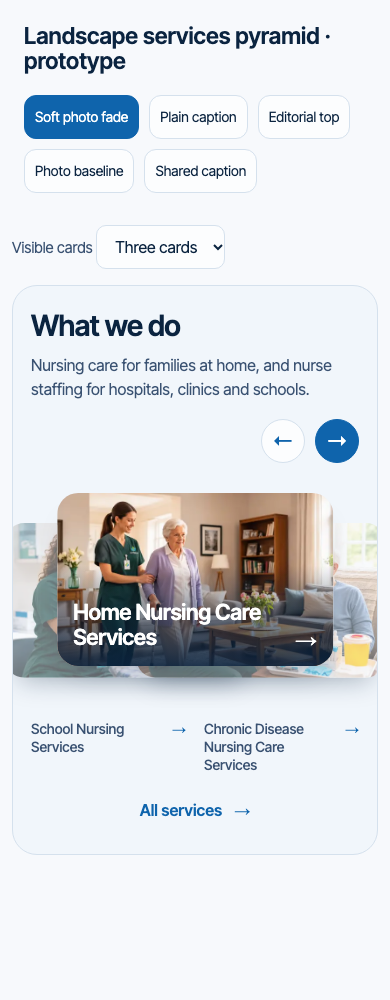 Landscape services pyramid ·
prototype
Soft photo fade
Plain caption
Editorial top
Photo baseline
Shared caption
Visible cards
Three cards
What we do
Nursing care for families at home, and nurse
staffing for hospitals, clinics and schools.
← →
Home Nursing Care
Services →
School Nursing →
Services
Chronic Disease →
Nursing Care
Services
All services →